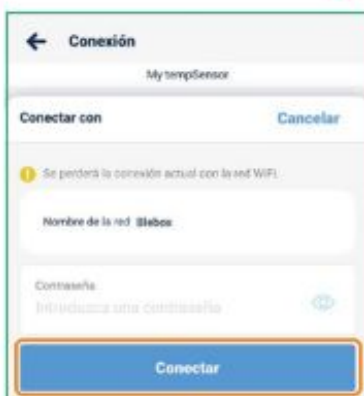 Conexión
My tempSensor
Conectar con Cancelar
Se perderá la conexión actual con la red WiFi.
Nombre de la red Blebox
Contraseña
Introduzca una contraseña
Conectar